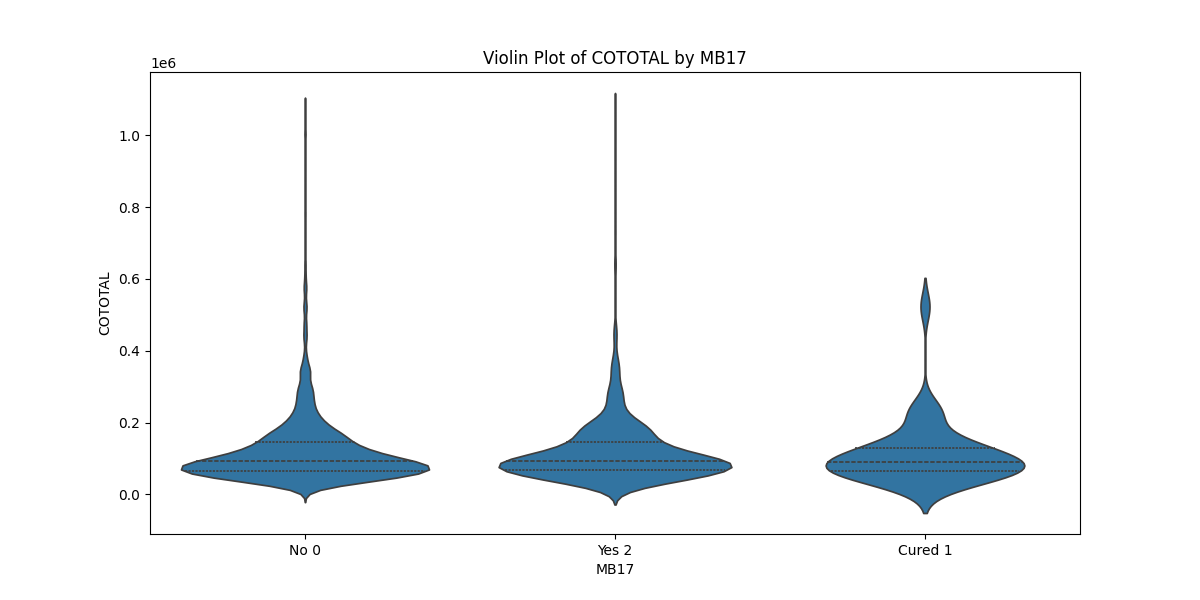 Violin Plot of COTOTAL by MB17
1e6
1.0
0.8
0.6
0.4
0.2
0.0
COTOTAL
No 0
Yes 2
Cured 1
MB17